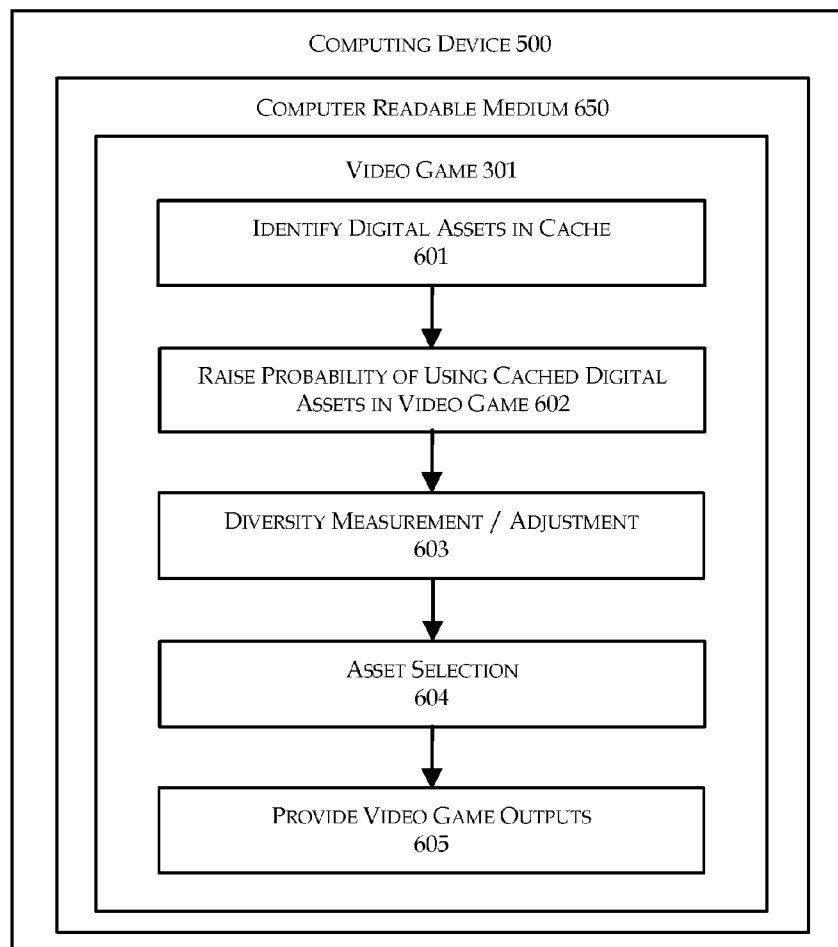 COMPUTING DEVICE 500
COMPUTER READABLE MEDIUM 650
VIDEO GAME 301
IDENTIFY DIGITAL ASSETS IN CACHE
601
RAISE PROBABILITY OF USING CACHED DIGITAL
ASSETS IN VIDEO GAME 602
DIVERSITY MEASUREMENT / ADJUSTMENT
603
ASSET SELECTION
604
PROVIDE VIDEO GAME OUTPUTS
605